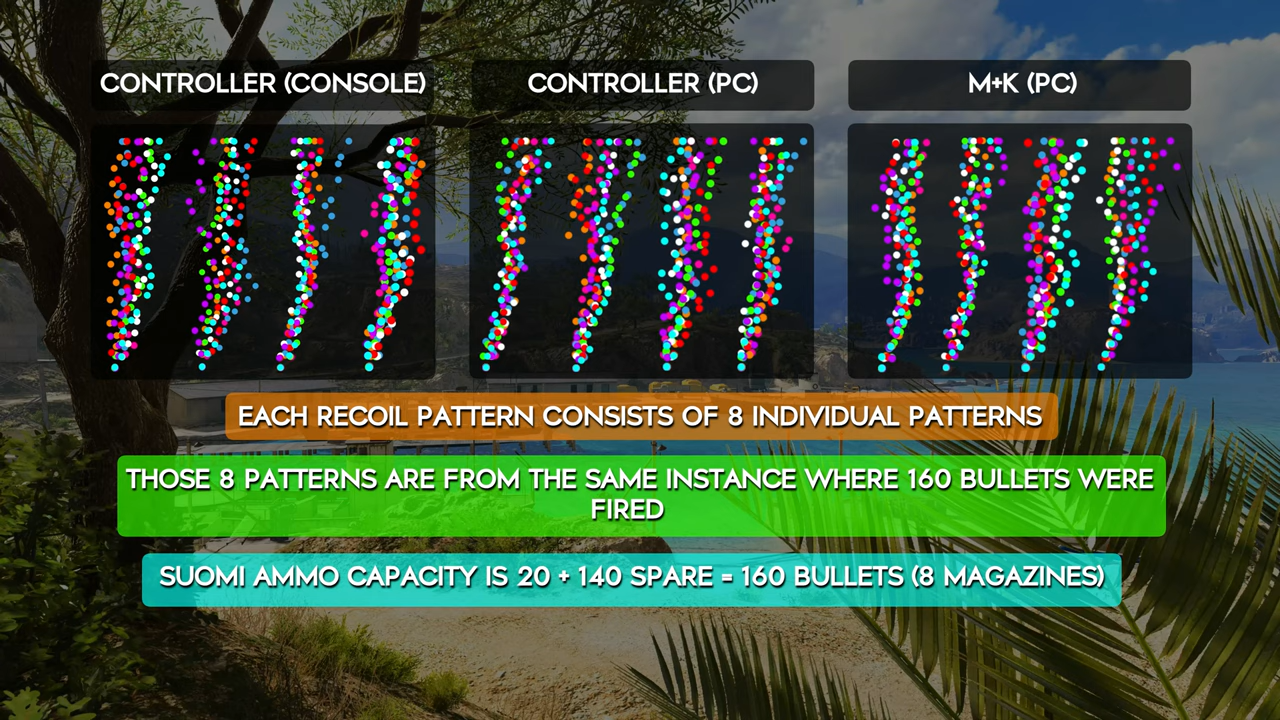 CONTROLLER (CONSOLE)
CONTROLLER (PC)
M+K (PC)
EACH RECOIL PATTERN CONSISTS OF 8 INDIVIDUAL PATTERNS
THOSE 8 PATTERNS ARE FROM THE SAME INSTANCE WHERE 160 BULLETS WERE
FIRED
SUOMI AMMO CAPACITY IS 20 + 140 SPARE = 160 BULLETS (8 MAGAZINES)